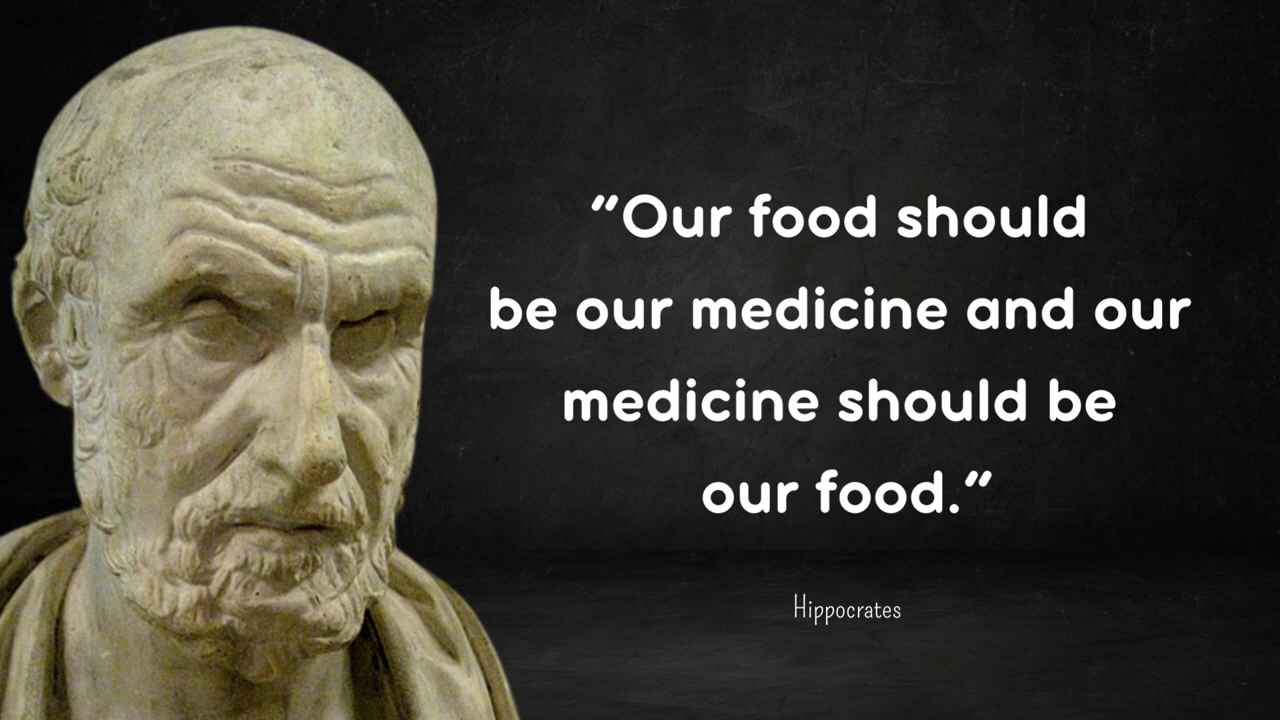 “Our food should
be our medicine and our
medicine should be
our food.”
Hippocrates